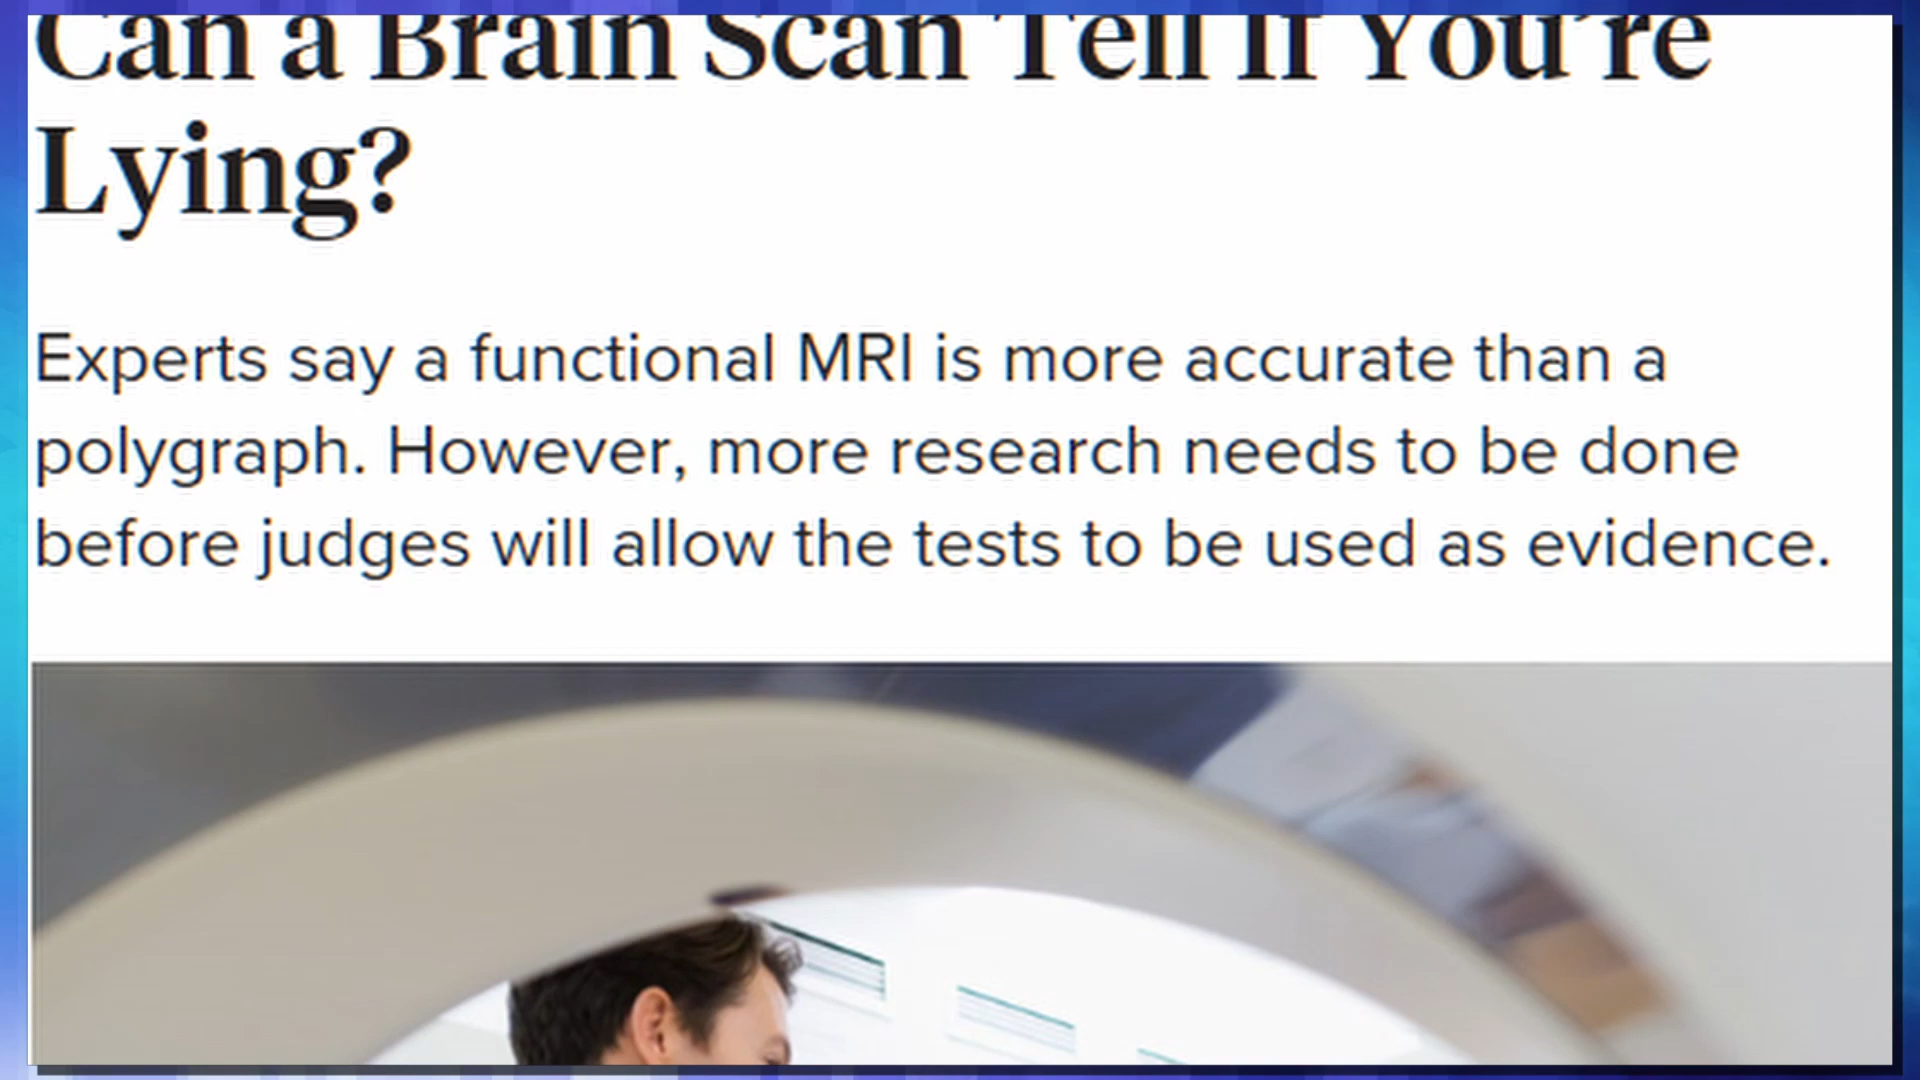 Can a Brain Scan Tell If You're
Lying?
Experts say a functional MRI is more accurate than a
polygraph. However, more research needs to be done
before judges will allow the tests to be used as evidence.